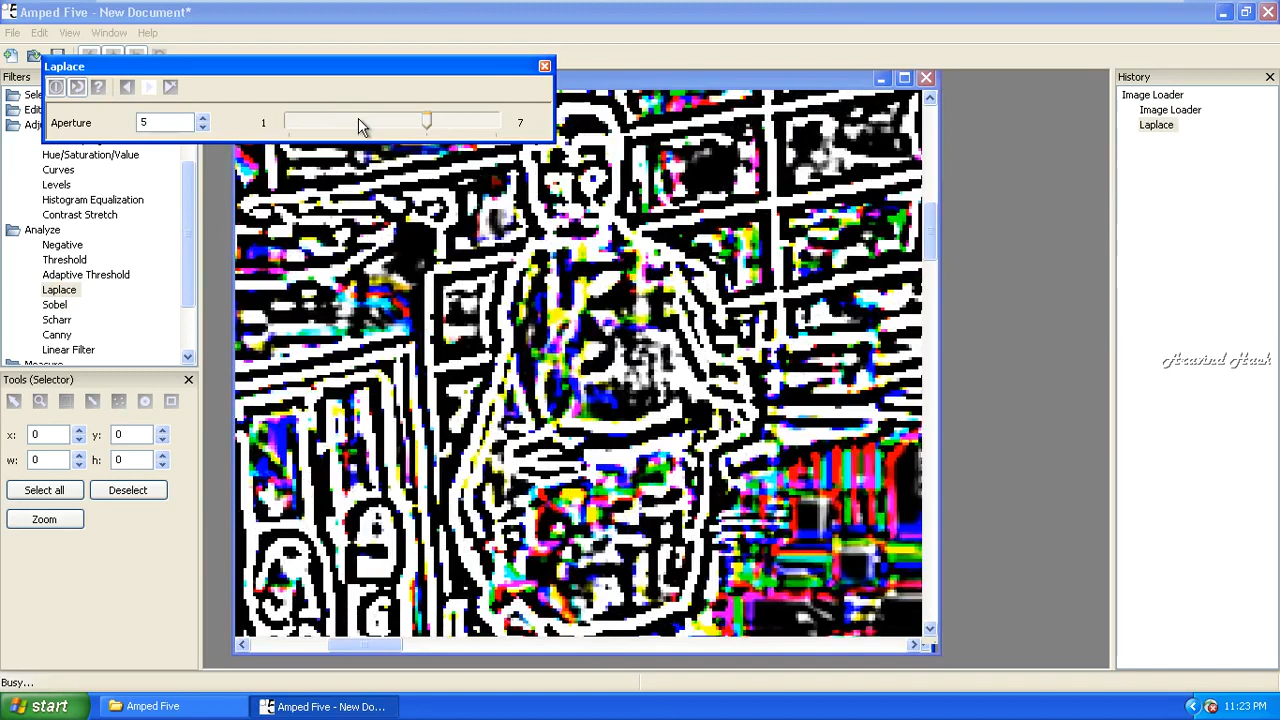 Amped Five - New Document*
File Edit View Window Help
Laplace
Filters
Aperture 5 1 7
Hue/Saturation/Value
Curves
Levels
Histogram Equalization
Contrast Stretch
Analyze
Negative
Threshold
Adaptive Threshold
Laplace
Sobel
Scharr
Canny
Linear Filter
Tools (Selector)
x: 0 y: 0
w: 0 h: 0
Select all Deselect
Zoom
History
Image Loader
Image Loader
Laplace
Aravind Hack
Busy...
start Amped Five Amped Five - New Do... 11:23 PM